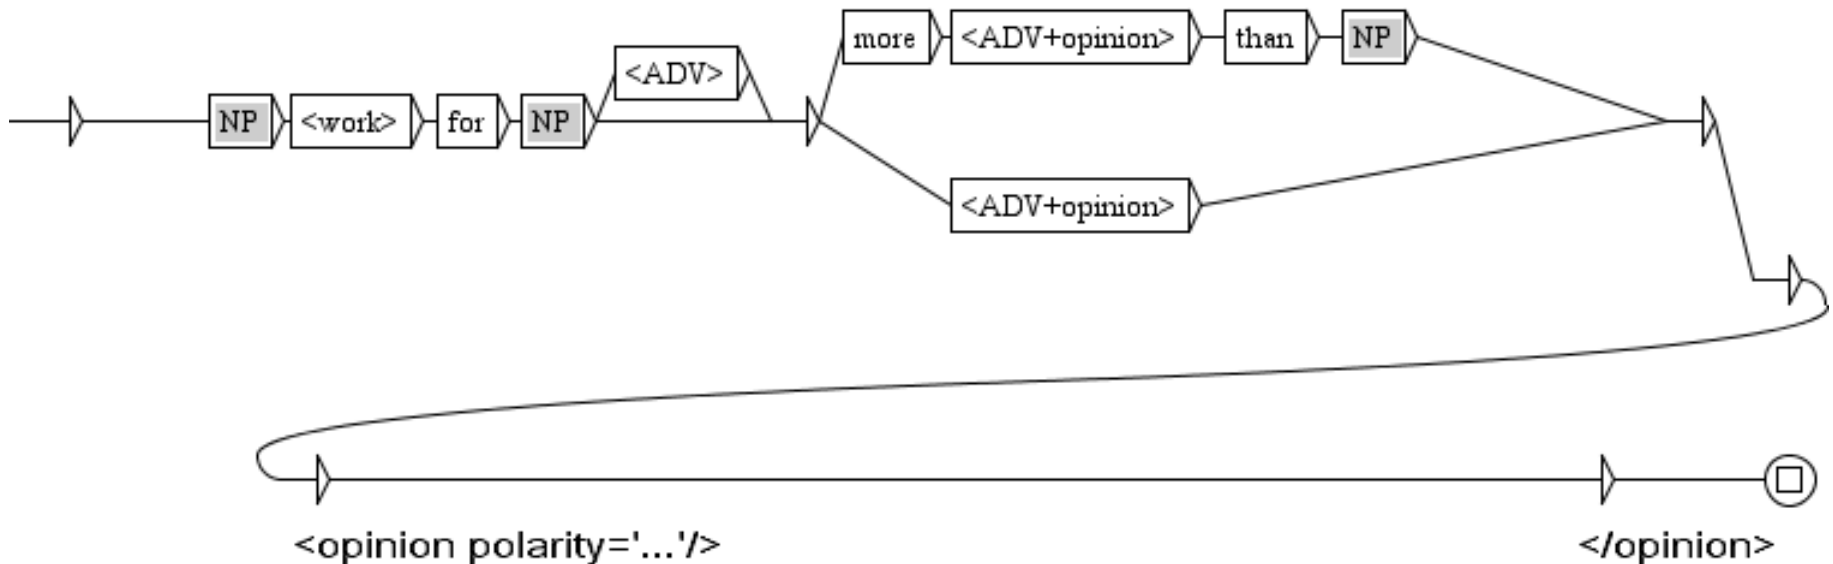 more <ADV+opinion> than NP
<ADV>
NP <work> for NP
<ADV+opinion>
<opinion polarity='...'/> </opinion>